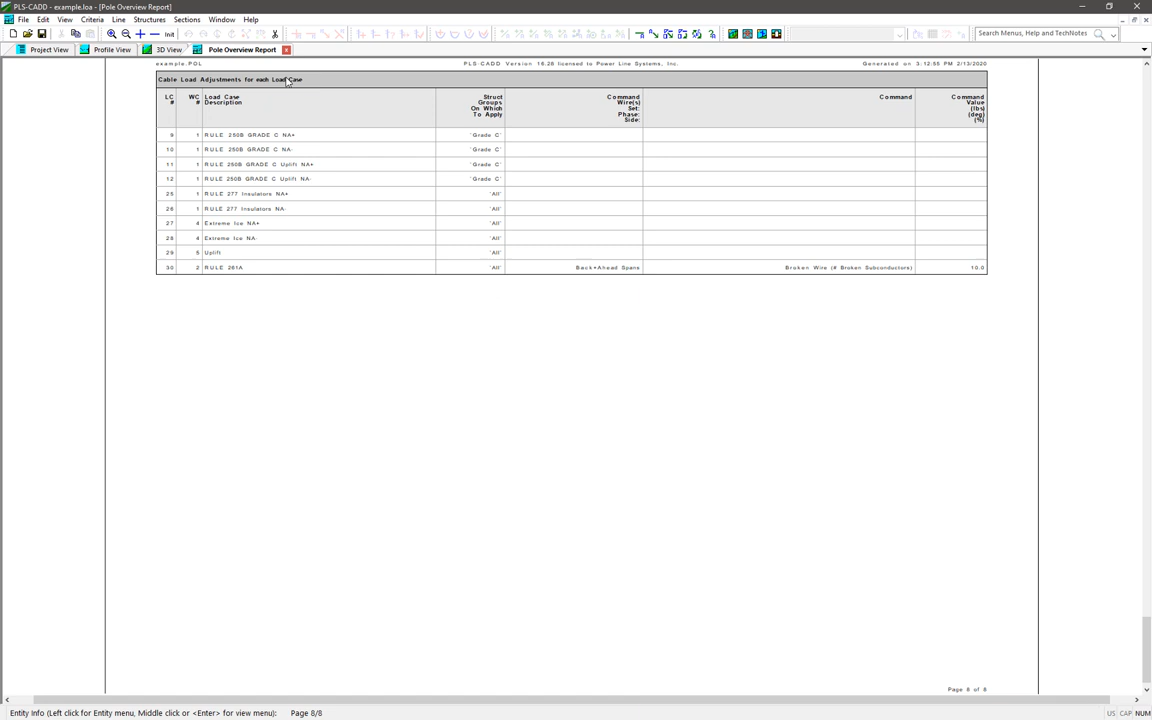 PLS-CADD - example.loa - [Pole Overview Report]
File Edit View Criteria Line Structures Sections Window Help
Init
Search Menus, Help and TechNotes
Project View Profile View 3D View Pole Overview Report
example.POL PLS-CADD Version 16.28 licensed to Power Line Systems, Inc. Generated on 3:12:55 PM 2/13/2020
Cable Load Adjustments for each Load Case
LC # WC # Load Case Description Struct Groups On Which To Apply Command Wire(s) Set: Phase: Side: Command Command Value (lbs) (deg) (%)
9 1 RULE 250B GRADE C NA+ 'Grade C'
10 1 RULE 250B GRADE C NA- 'Grade C'
11 1 RULE 250B GRADE C Uplift NA+ 'Grade C'
12 1 RULE 250B GRADE C Uplift NA- 'Grade C'
25 1 RULE 277 Insulators NA+ 'All'
26 1 RULE 277 Insulators NA- 'All'
27 4 Extreme Ice NA+ 'All'
28 4 Extreme Ice NA- 'All'
29 5 Uplift 'All'
30 2 RULE 261A 'All' Back+Ahead Spans Broken Wire (# Broken Subconductors) 10.0
Page 8 of 8
Entity Info (Left click for Entity menu, Middle click or <Enter> for view menu): Page 8/8
US CAP NUM